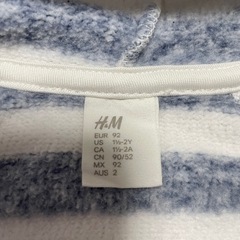 H&M
EUR 92
US 1½-2Y
CA 1½-2A
CN 90/52
MX 92
AUS 2